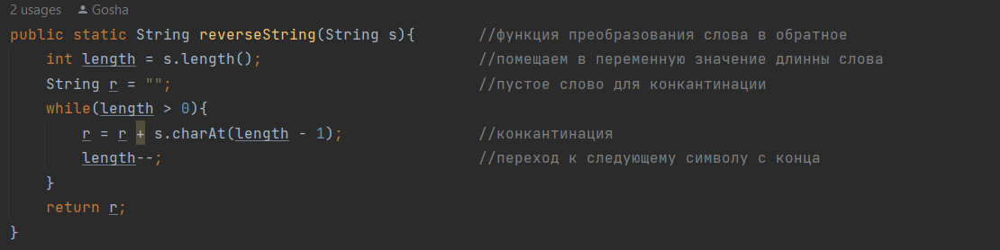 2 usages Gosha
public static String reverseString(String s){ //функция преобразования слова в обратное
int length = s.length(); //помещаем в переменную значение длинны слова
String r = ""; //пустое слово для конкантинации
while(length > 0){
r = r + s.charAt(length - 1); //конкантинация
length--; //переход к следующему символу с конца
}
return r;
}